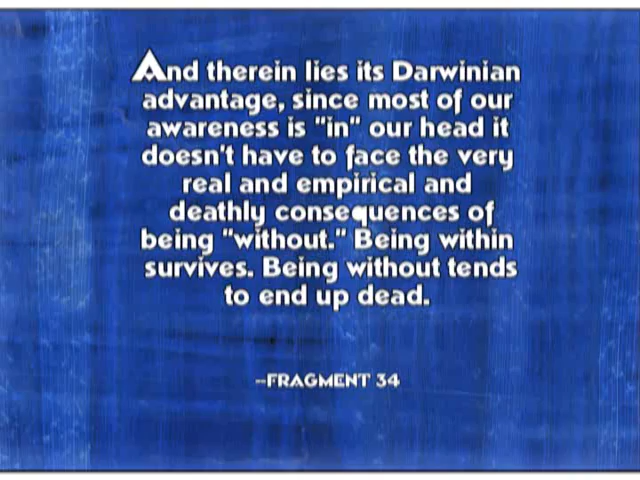 And therein lies its Darwinian
advantage, since most of our
awareness is "in" our head it
doesn't have to face the very
real and empirical and
deathly consequences of
being "without." Being within
survives. Being without tends
to end up dead.
--FRAGMENT 34